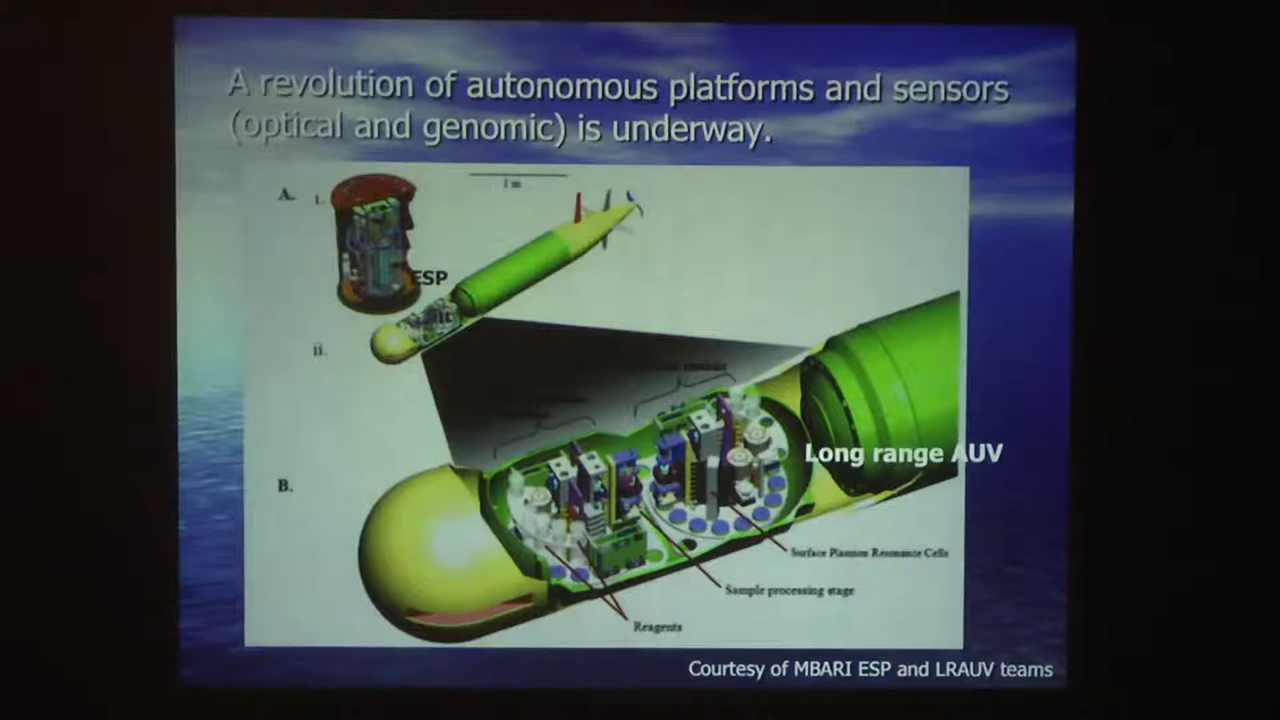 A revolution of autonomous platforms and sensors
(optical and genomic) is underway.
A.
i.
1 m
ESP
ii.
Long range AUV
B.
Surface Plasmon Resonance Cells
Sample processing stage
Reagents
Courtesy of MBARI ESP and LRAUV teams